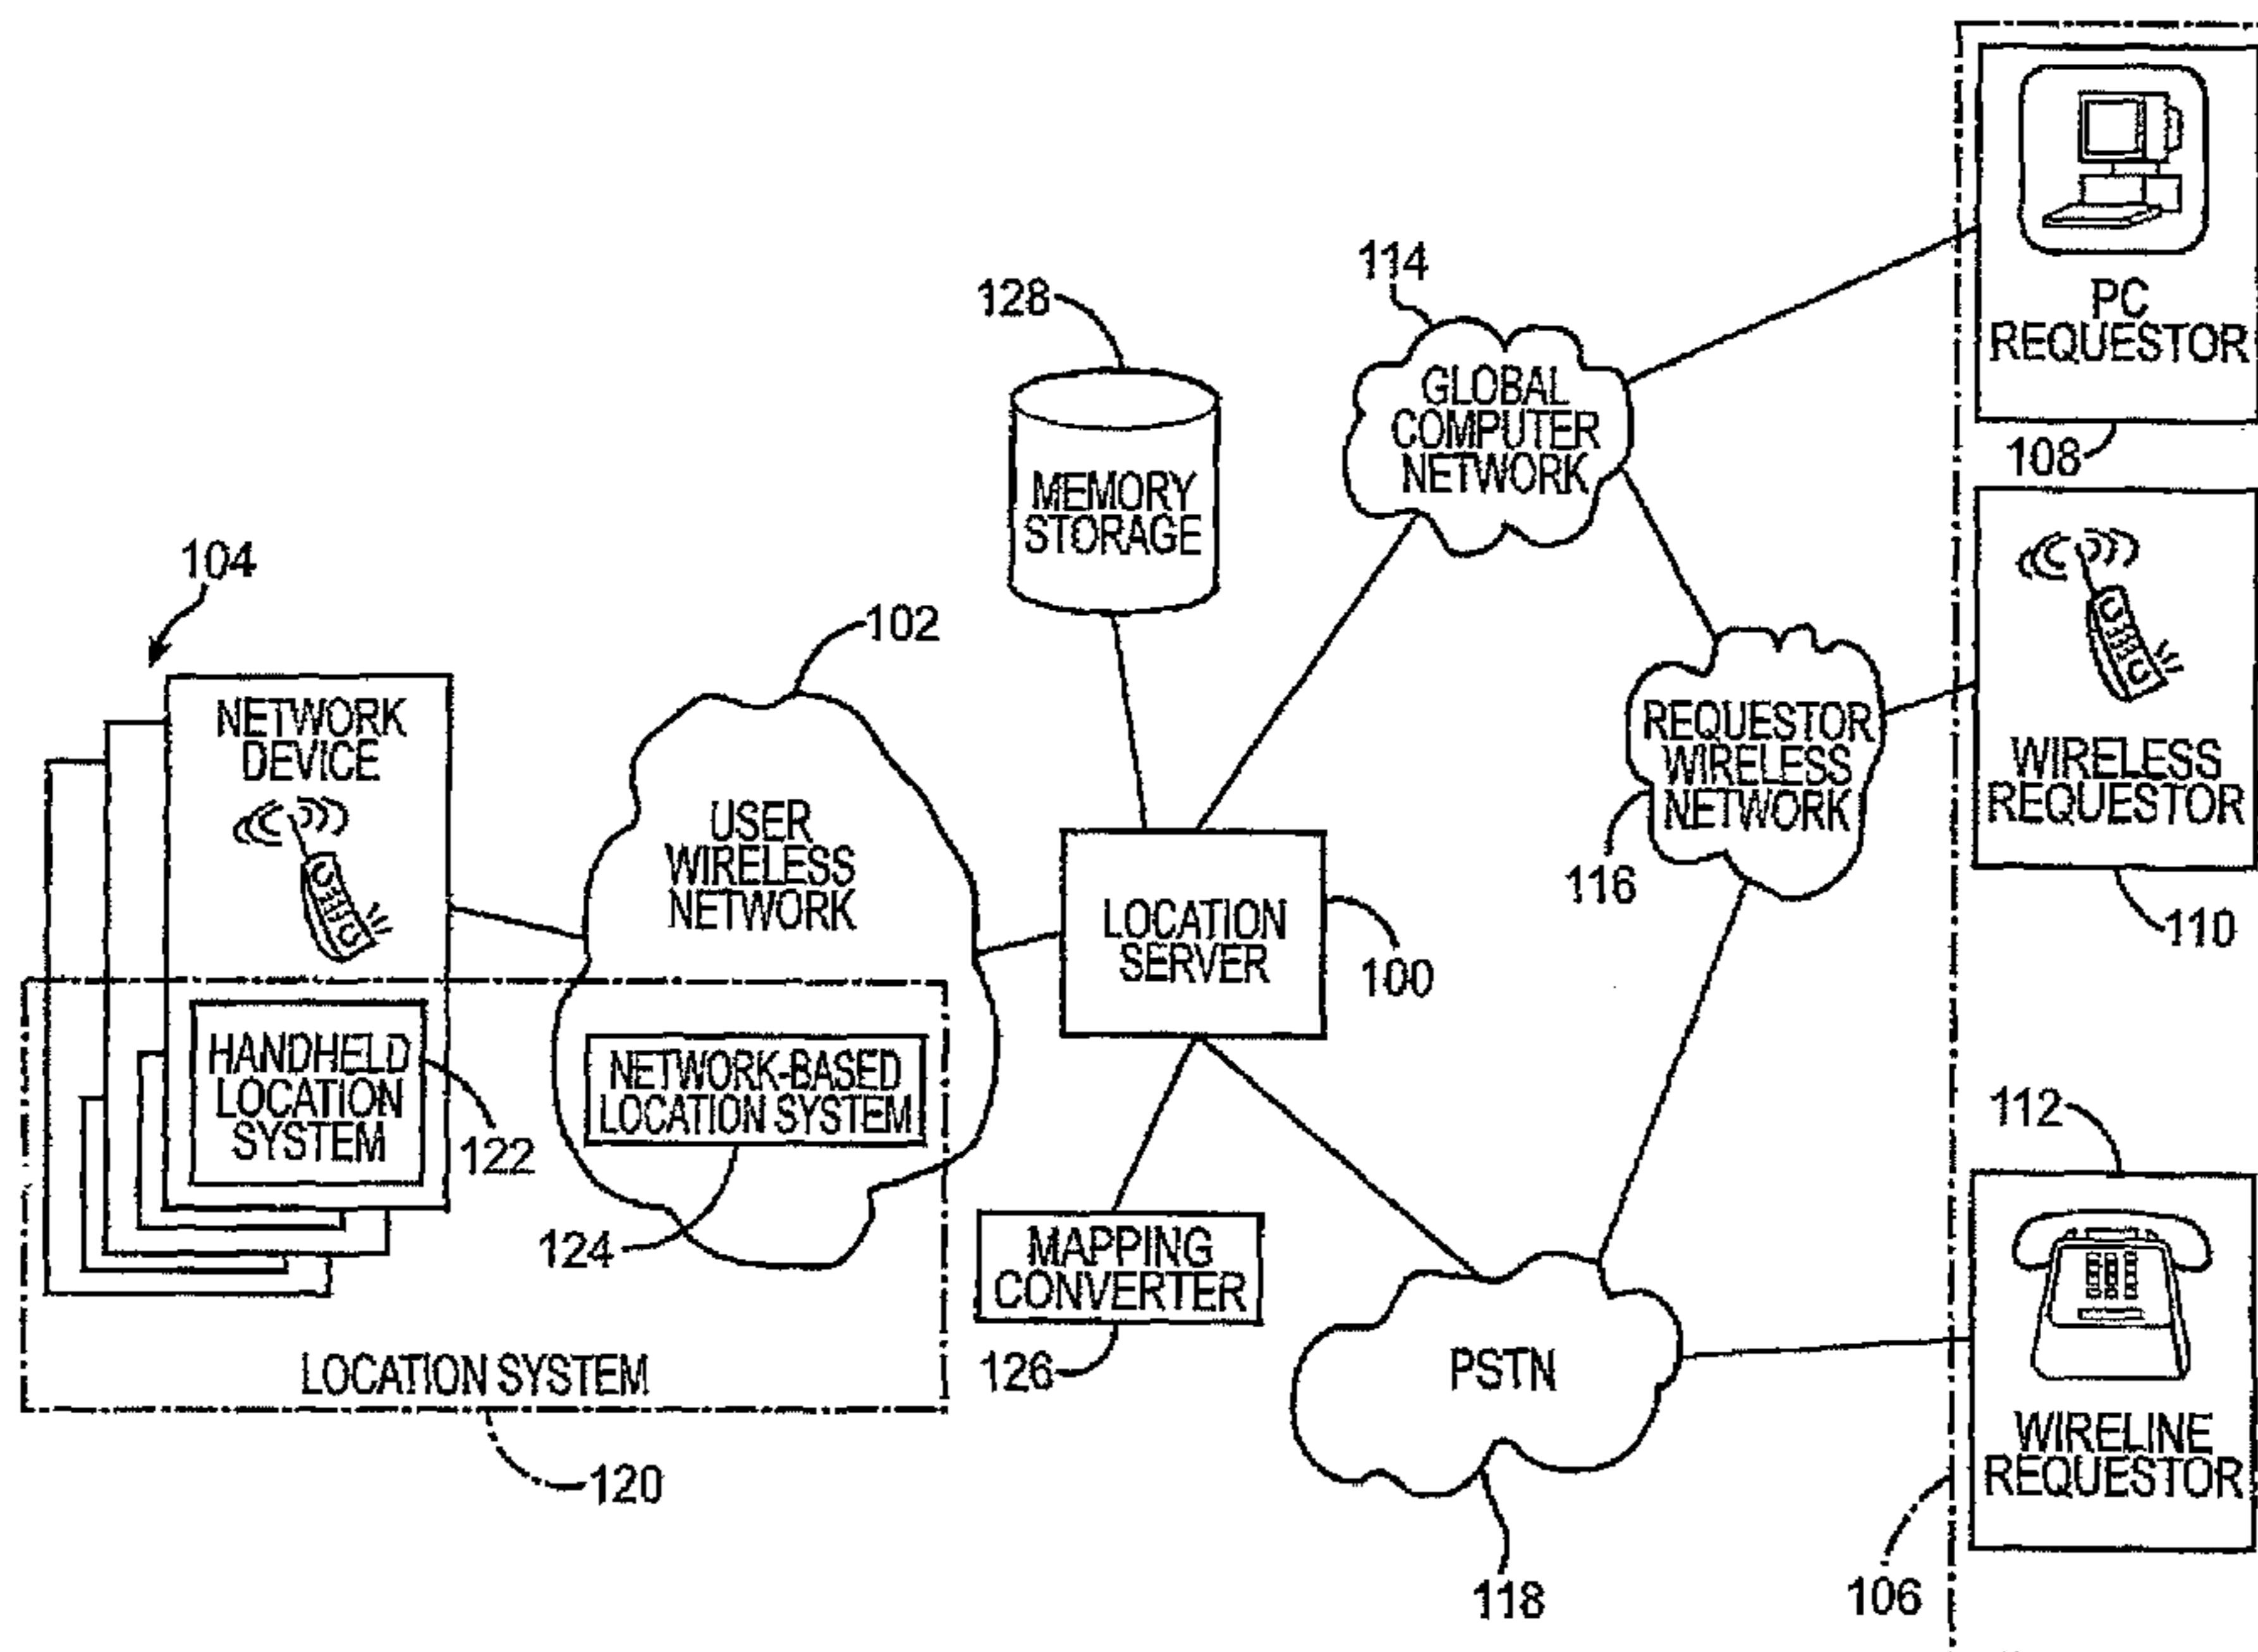 114
128
GLOBAL
COMPUTER
NETWORK
PC
REQUESTOR
108
MEMORY
STORAGE
104
102
NETWORK
DEVICE
USER
WIRELESS
NETWORK
REQUESTOR
WIRELESS
NETWORK
116
WIRELESS
REQUESTOR
110
LOCATION
SERVER
100
HANDHELD
LOCATION
SYSTEM
122
NETWORK-BASED
LOCATION SYSTEM
124
112
MAPPING
CONVERTER
126
PSTN
118
LOCATION SYSTEM
120
WIRELINE
REQUESTOR
106